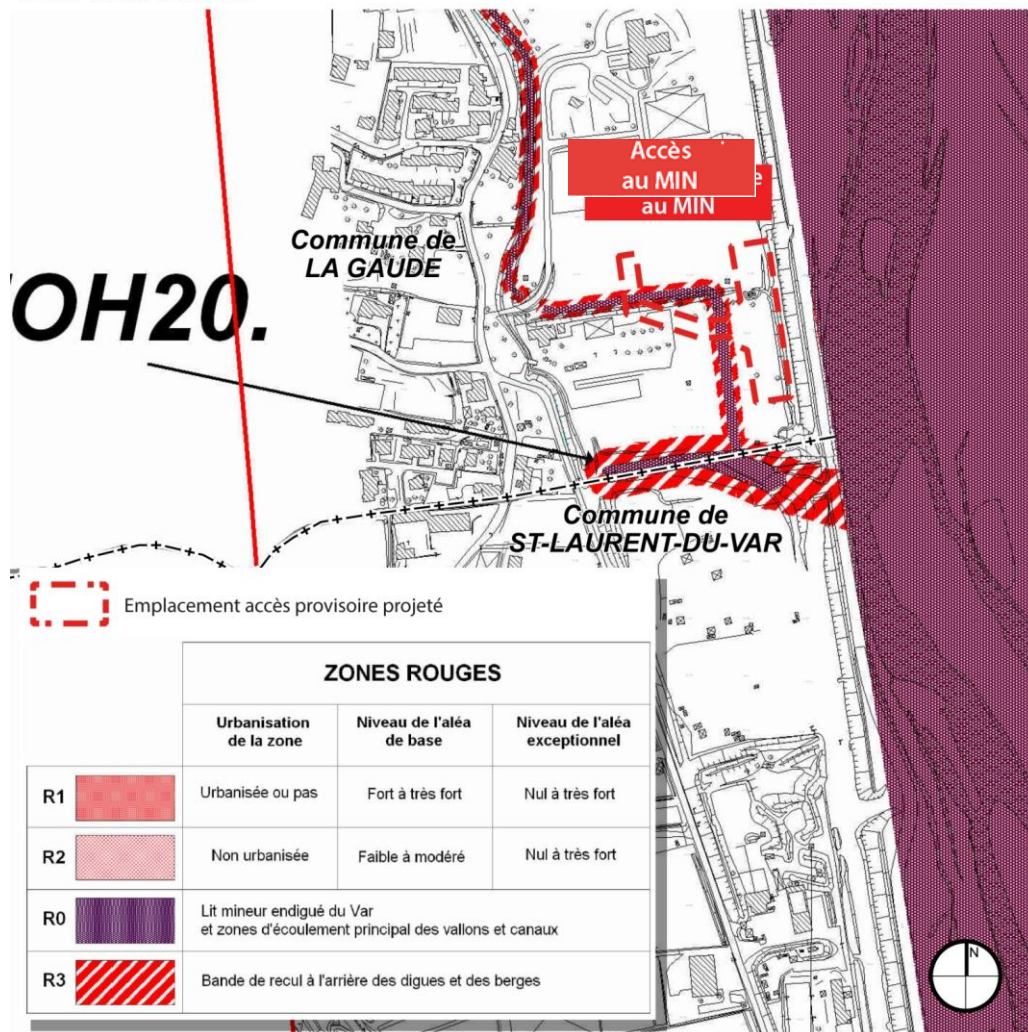 Accès
au MIN
e
au MIN
Commune de
LA GAUDE
OH20.
Commune de
ST-LAURENT-DU-VAR
Emplacement accès provisoire projeté
ZONES ROUGES
Urbanisation
de la zone
Niveau de l'aléa
de base
Niveau de l'aléa
exceptionnel
R1 Urbanisée ou pas Fort à très fort Nul à très fort
R2 Non urbanisée Faible à modéré Nul à très fort
R0 Lit mineur endigué du Var
et zones d'écoulement principal des vallons et canaux
R3 Bande de recul à l'arrière des digues et des berges
N